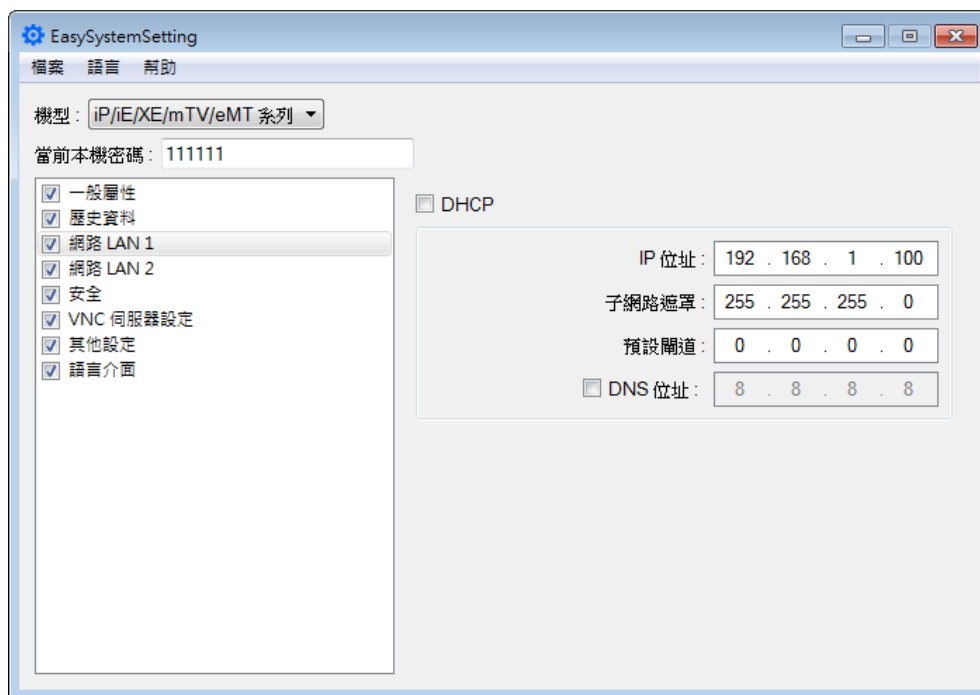 EasySystemSetting
檔案 語言 幫助
機型 : iP/iE/XE/mTV/eMT 系列
當前本機密碼 : 111111
一般屬性
歷史資料
網路 LAN 1
網路 LAN 2
安全
VNC 伺服器設定
其他設定
語言介面
DHCP
IP 位址 : 192 . 168 . 1 . 100
子網路遮罩 : 255 . 255 . 255 . 0
預設閘道 : 0 . 0 . 0 . 0
DNS 位址 : 8 . 8 . 8 . 8